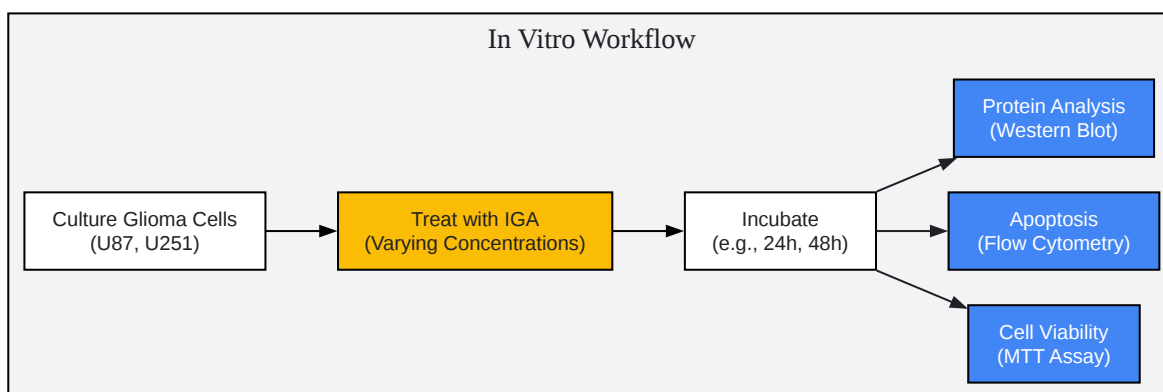 In Vitro Workflow
Culture Glioma Cells
(U87, U251)
Treat with IGA
(Varying Concentrations)
Incubate
(e.g., 24h, 48h)
Protein Analysis
(Western Blot)
Apoptosis
(Flow Cytometry)
Cell Viability
(MTT Assay)